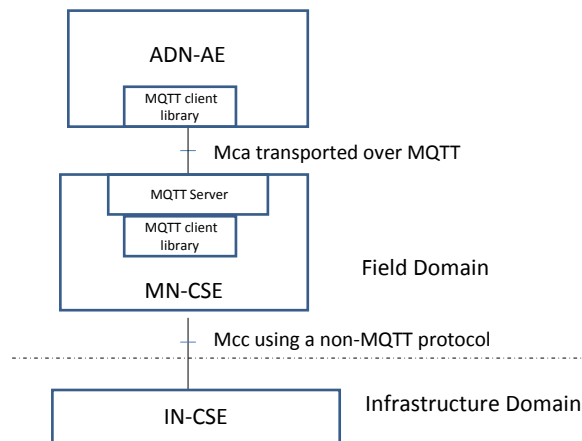 ADN-AE
MQTT client
library
Mca transported over MQTT
MQTT Server
MQTT client
library
Field Domain
MN-CSE
Mcc using a non-MQTT protocol
Infrastructure Domain
IN-CSE